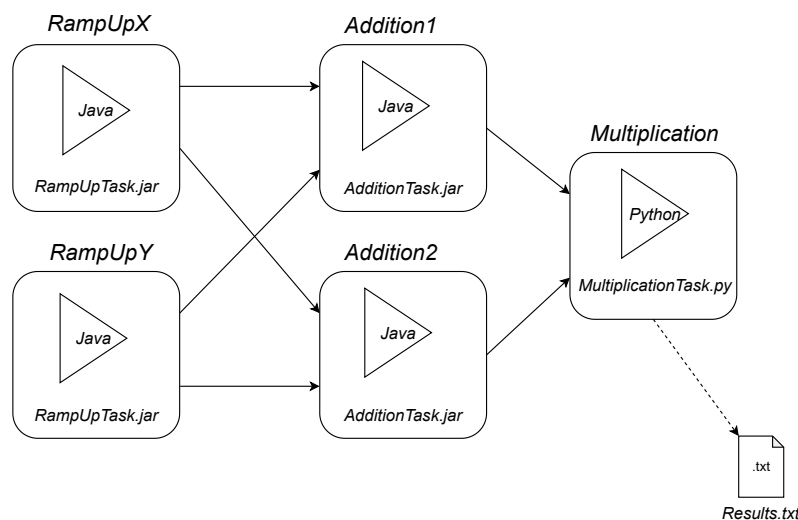 RampUpX
Java
RampUpTask.jar
Addition1
Java
AdditionTask.jar
RampUpY
Java
RampUpTask.jar
Addition2
Java
AdditionTask.jar
Multiplication
Python
MultiplicationTask.py
.txt
Results.txt